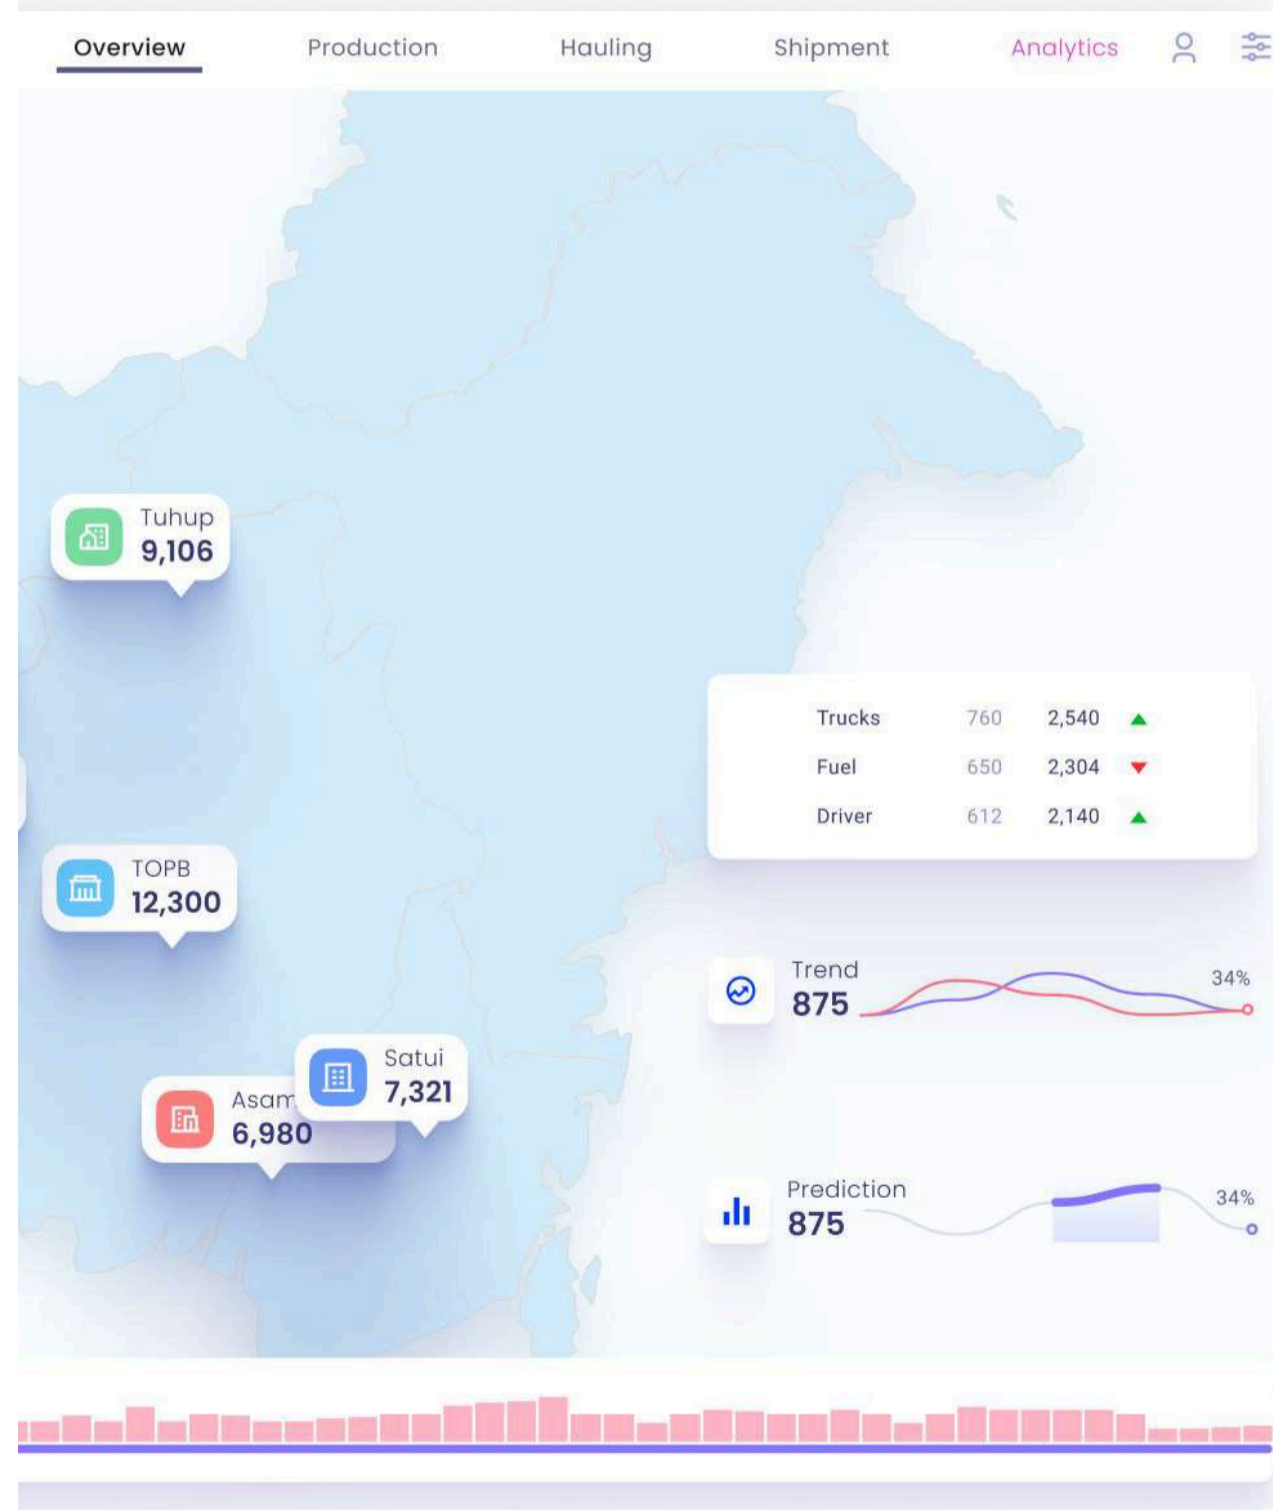 Overview Production Hauling Shipment Analytics
Tuhup
9,106
Trucks 760 2,540
Fuel 650 2,304
Driver 612 2,140
TOPB
12,300
Trend
875
34%
Satui
7,321
Asam
6,980
Prediction
875
34%